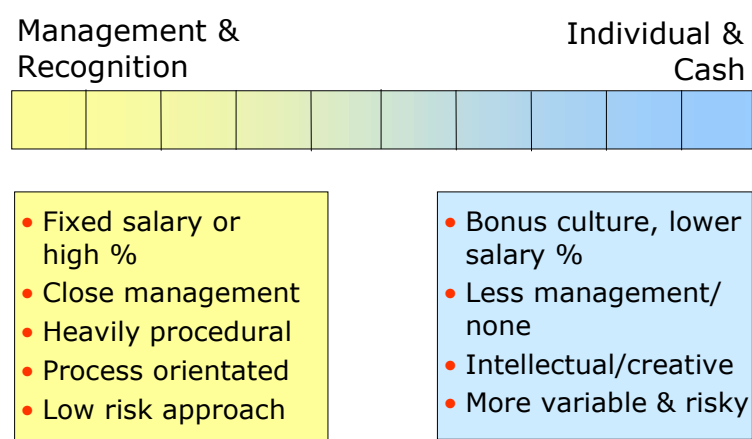 Management &
Recognition
Individual &
Cash
• Fixed salary or
high %
• Close management
• Heavily procedural
• Process orientated
• Low risk approach
• Bonus culture, lower
salary %
• Less management/
none
• Intellectual/creative
• More variable & risky